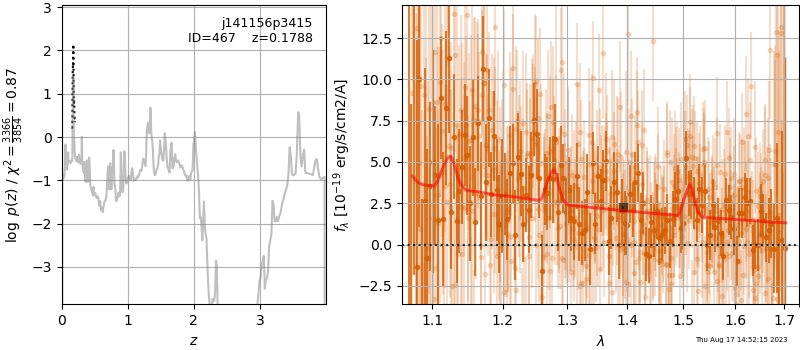 j141156p3415
ID=467 z=0.1788
log p(z) / χ² = 3366/3854 = 0.87
3
2
1
0
−1
−2
−3
0 1 2 3
z
f_λ [10⁻¹⁹ erg/s/cm2/A]
12.5
10.0
7.5
5.0
2.5
0.0
−2.5
1.1 1.2 1.3 1.4 1.5 1.6 1.7
λ
Thu Aug 17 14:52:15 2023